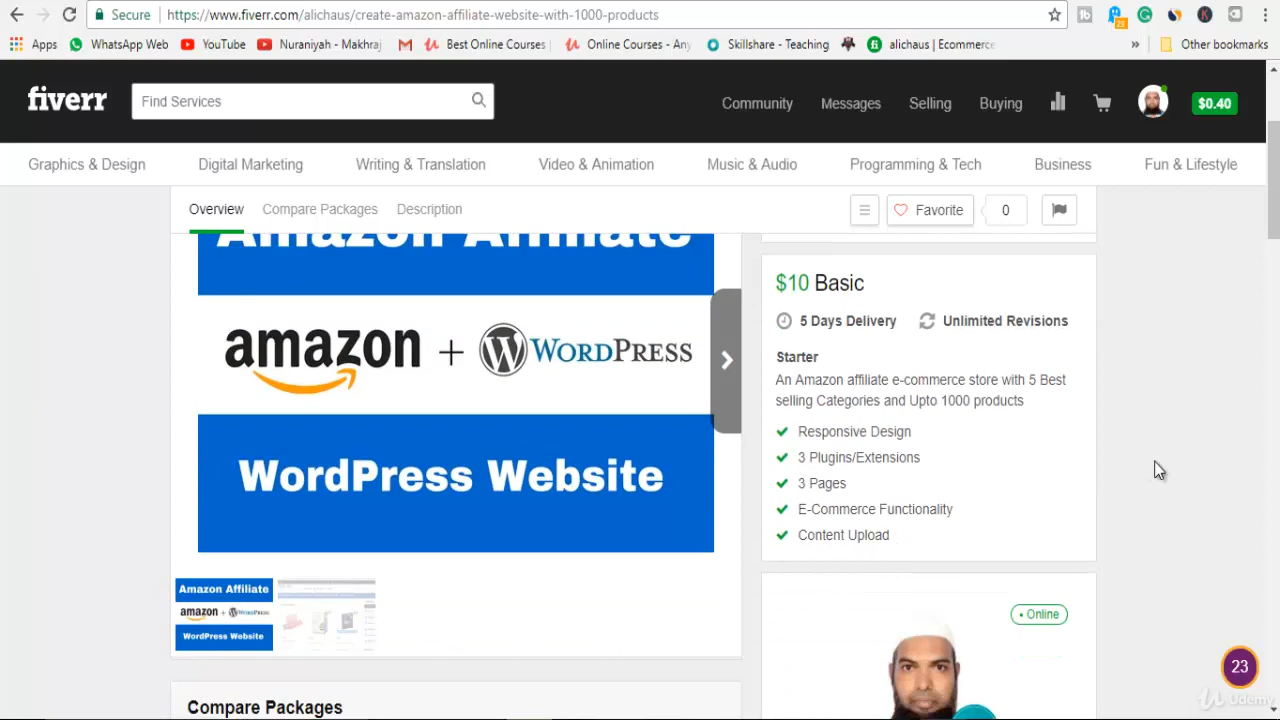 Secure https://www.fiverr.com/alichaus/create-amazon-affiliate-website-with-1000-products
23
Apps WhatsApp Web YouTube Nuraniyah - Makhraj Best Online Courses Online Courses - Any Skillshare - Teaching alichaus | Ecommerce » Other bookmarks
fiverr Find Services Community Messages Selling Buying $0.40
Graphics & Design Digital Marketing Writing & Translation Video & Animation Music & Audio Programming & Tech Business Fun & Lifestyle
Overview Compare Packages Description Favorite 0
Amazon Affiliate
amazon + WORDPRESS
WordPress Website
$10 Basic
5 Days Delivery Unlimited Revisions
Starter
An Amazon affiliate e-commerce store with 5 Best
selling Categories and Upto 1000 products
Responsive Design
3 Plugins/Extensions
3 Pages
E-Commerce Functionality
Content Upload
Amazon Affiliate
amazon + WORDPRESS
WordPress Website
• Online
Compare Packages
23
Udemy